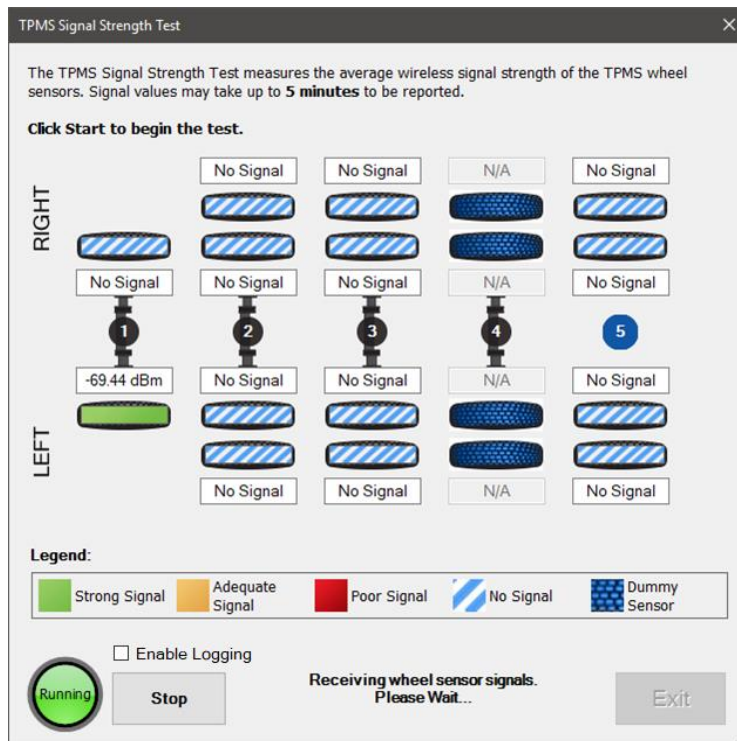 TPMS Signal Strength Test
The TPMS Signal Strength Test measures the average wireless signal strength of the TPMS wheel
sensors. Signal values may take up to 5 minutes to be reported.
Click Start to begin the test.
No Signal No Signal N/A No Signal
RIGHT
No Signal No Signal No Signal N/A No Signal
1 2 3 4 5
-69.44 dBm No Signal No Signal N/A No Signal
LEFT
No Signal No Signal N/A No Signal
Legend:
Strong Signal Adequate Signal Poor Signal No Signal Dummy Sensor
Enable Logging
Running Stop Receiving wheel sensor signals. Exit
Please Wait...